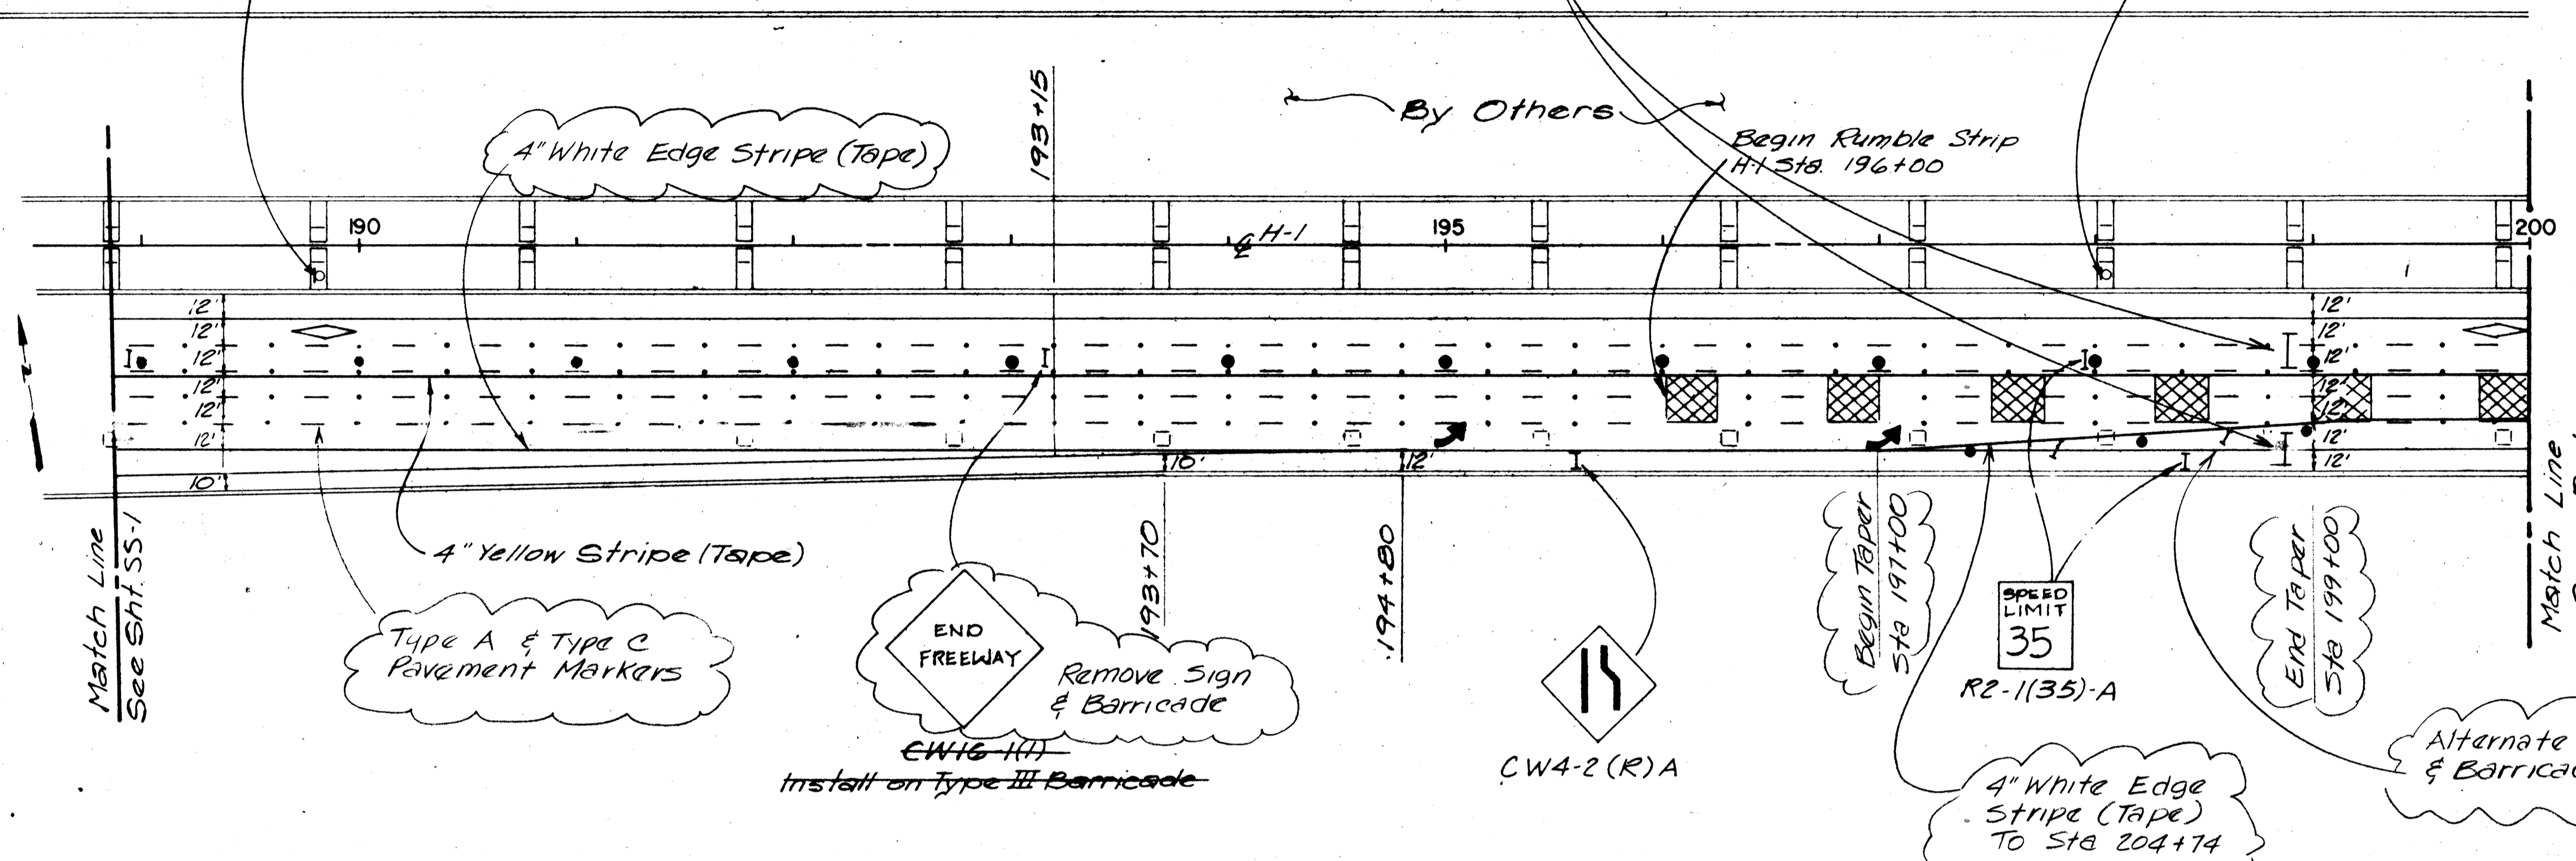 193+15
By Others
4" White Edge Stripe (Tape)
Begin Rumble Strip
H-1 Sta. 196+00
190
℄ H-1
195
200
12'
12'
12'
12'
12'
12'
10'
12'
12'
12'
12'
12'
12'
12'
10'
12'
Match Line
See Sht. SS-1
4" Yellow Stripe (Tape)
Type A & Type C
Pavement Markers
END
FREEWAY
Remove Sign
& Barricade
CW16-1(1)
Install on Type III Barricade
193+70
194+80
CW4-2(R)A
Begin Taper
Sta 197+00
SPEED
LIMIT
35
R2-1(35)-A
End Taper
Sta 199+00
4" White Edge
Stripe (Tape)
To Sta 204+74
Alternate
& Barrica
Match Line